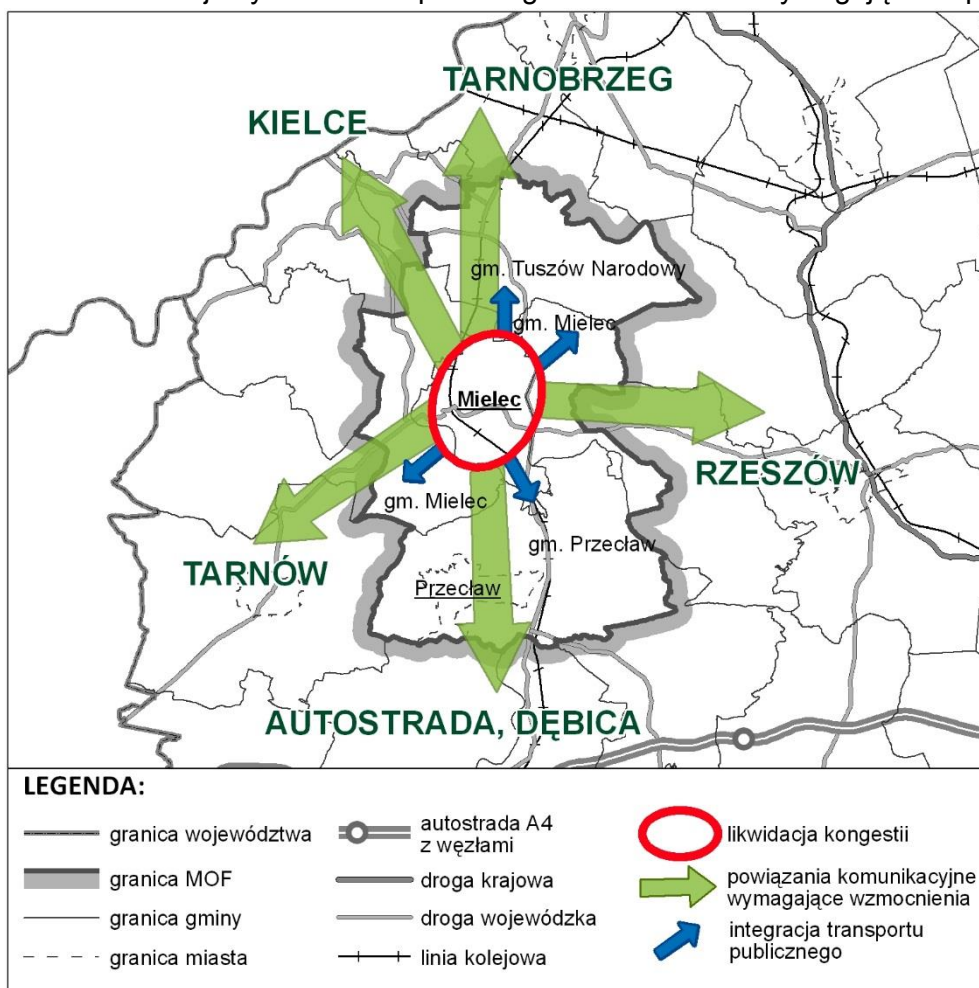 TARNOBRZEG
KIELCE
gm. Tuszów Narodowy
gm. Mielec
Mielec
RZESZÓW
gm. Mielec
gm. Przecław
TARNÓW
Przecław
AUTOSTRADA, DĘBICA
LEGENDA:
granica województwa
granica MOF
granica gminy
granica miasta
autostrada A4
z węzłami
droga krajowa
droga wojewódzka
linia kolejowa
likwidacja kongestii
powiązania komunikacyjne
wymagające wzmocnienia
integracja transportu
publicznego